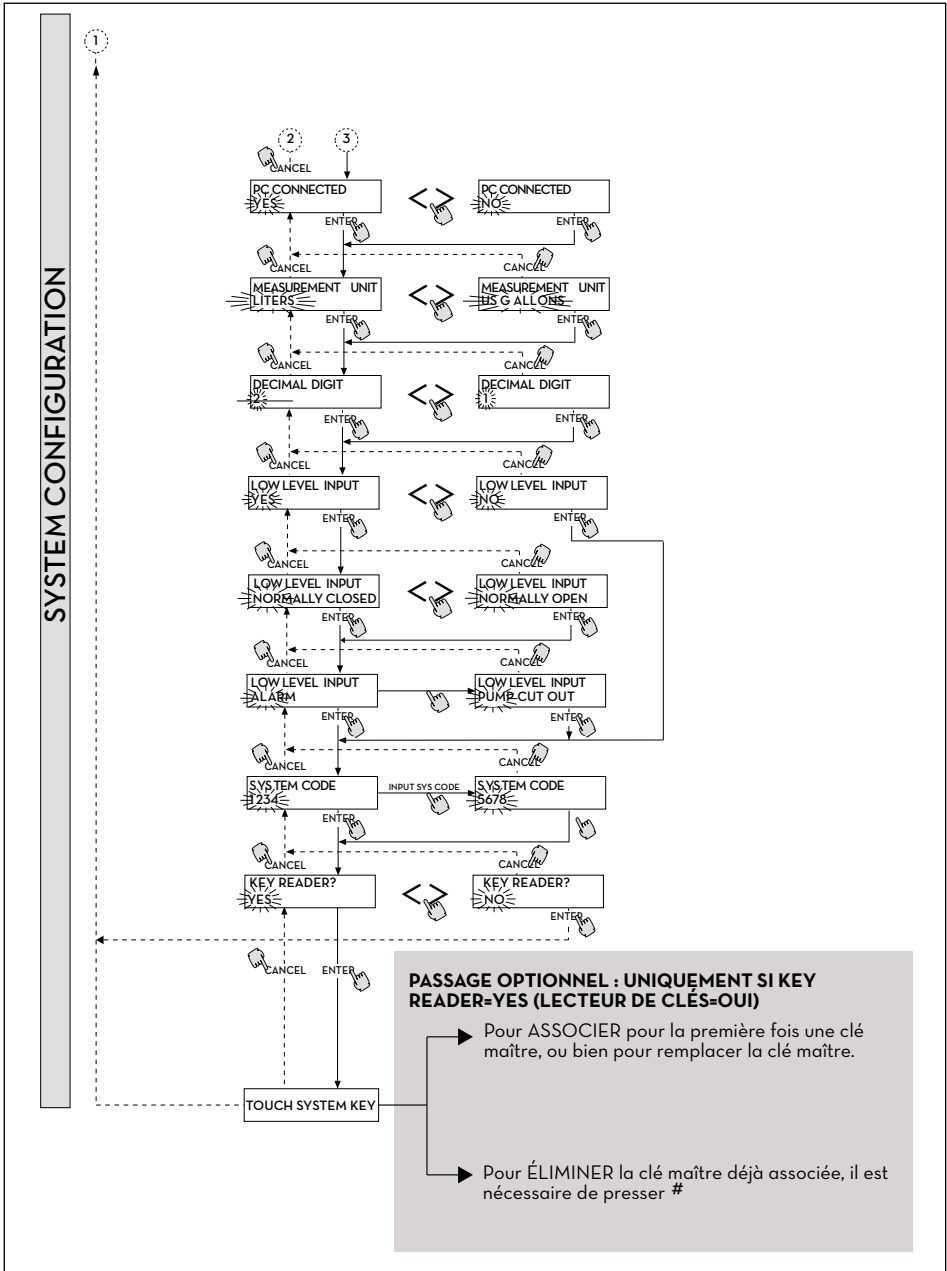 SYSTEM CONFIGURATION
1
2
3
CANCEL
PC CONNECTED
YES
< >
PC CONNECTED
NO
ENTER
ENTER
CANCEL
CANCEL
MEASUREMENT UNIT
LITERS
< >
MEASUREMENT UNIT
US G ALLONS
ENTER
ENTER
CANCEL
CANCEL
DECIMAL DIGIT
2
< >
DECIMAL DIGIT
1
ENTER
ENTER
CANCEL
CANCEL
LOW LEVEL INPUT
YES
< >
LOW LEVEL INPUT
NO
ENTER
ENTER
CANCEL
CANCEL
LOW LEVEL INPUT
NORMALLY CLOSED
< >
LOW LEVEL INPUT
NORMALLY OPEN
ENTER
ENTER
CANCEL
CANCEL
LOW LEVEL INPUT
ALARM
LOW LEVEL INPUT
PUMP CUT OUT
ENTER
ENTER
CANCEL
CANCEL
SYSTEM CODE
1234
INPUT SYS CODE
SYSTEM CODE
5678
ENTER
CANCEL
CANCEL
KEY READER?
YES
< >
KEY READER?
NO
ENTER
CANCEL
ENTER
PASSAGE OPTIONNEL : UNIQUEMENT SI KEY
READER=YES (LECTEUR DE CLÉS=OUI)
Pour ASSOCIER pour la première fois une clé
maître, ou bien pour remplacer la clé maître.
TOUCH SYSTEM KEY
Pour ÉLIMINER la clé maître déjà associée, il est
nécessaire de presser #